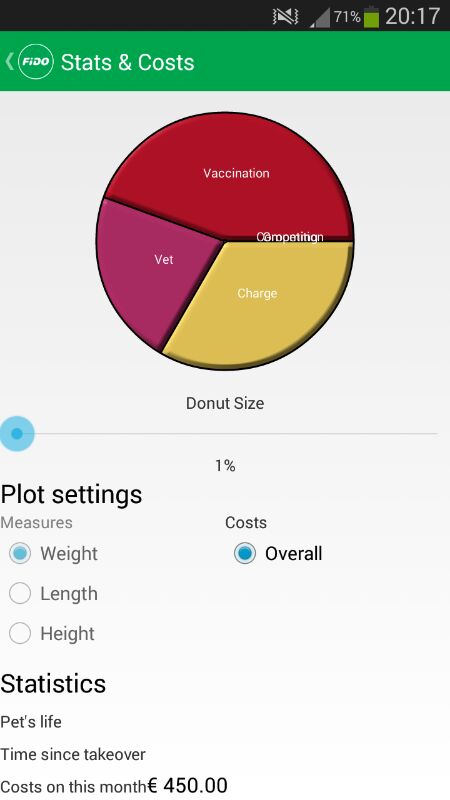 71% 20:17
FiDO Stats & Costs
Vaccination
Competition
Vet
Charge
Donut Size
1%
Plot settings
Measures Costs
Weight Overall
Length
Height
Statistics
Pet's life
Time since takeover
Costs on this month€ 450.00